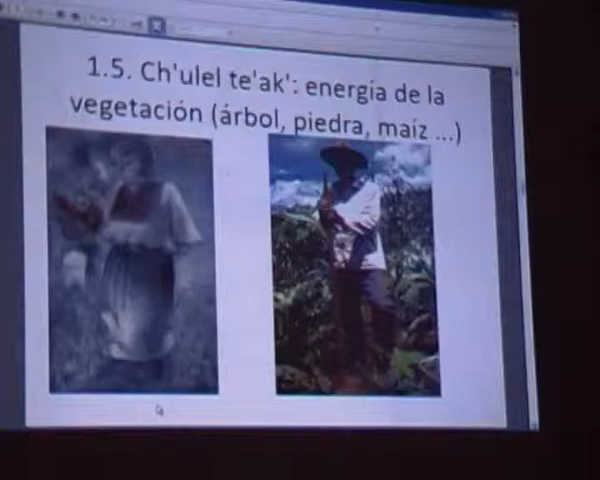 1.5. Ch'ulel te'ak': energía de la
vegetación (árbol, piedra, maíz ...)